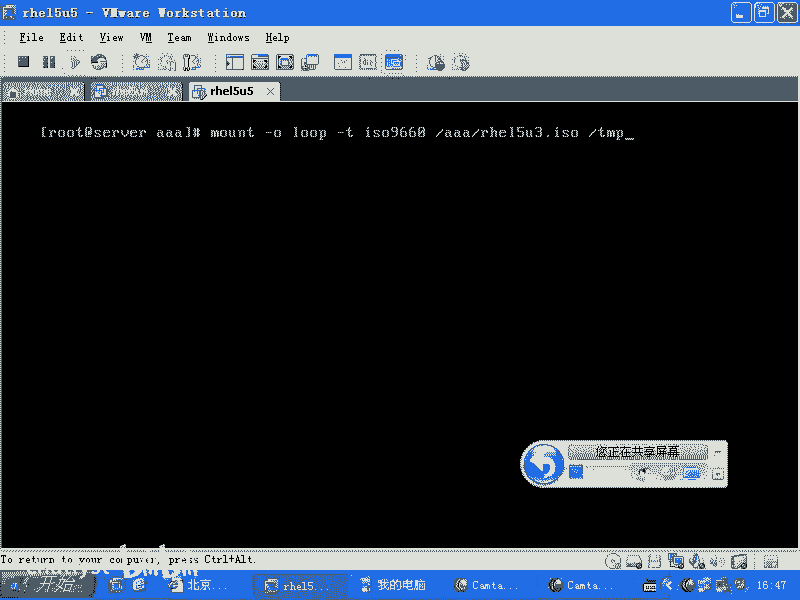 rhel5u5 - VMware Workstation
File Edit View VM Team Windows Help
rhel5u5
[root@server aaa]# mount -o loop -t iso9660 /aaa/rhel5u3.iso /tmp_
您正在共享屏幕
To return to your computer, press Ctrl+Alt.
开始 北京... rhel5... 我的电脑 Camta... Camta... 16:47